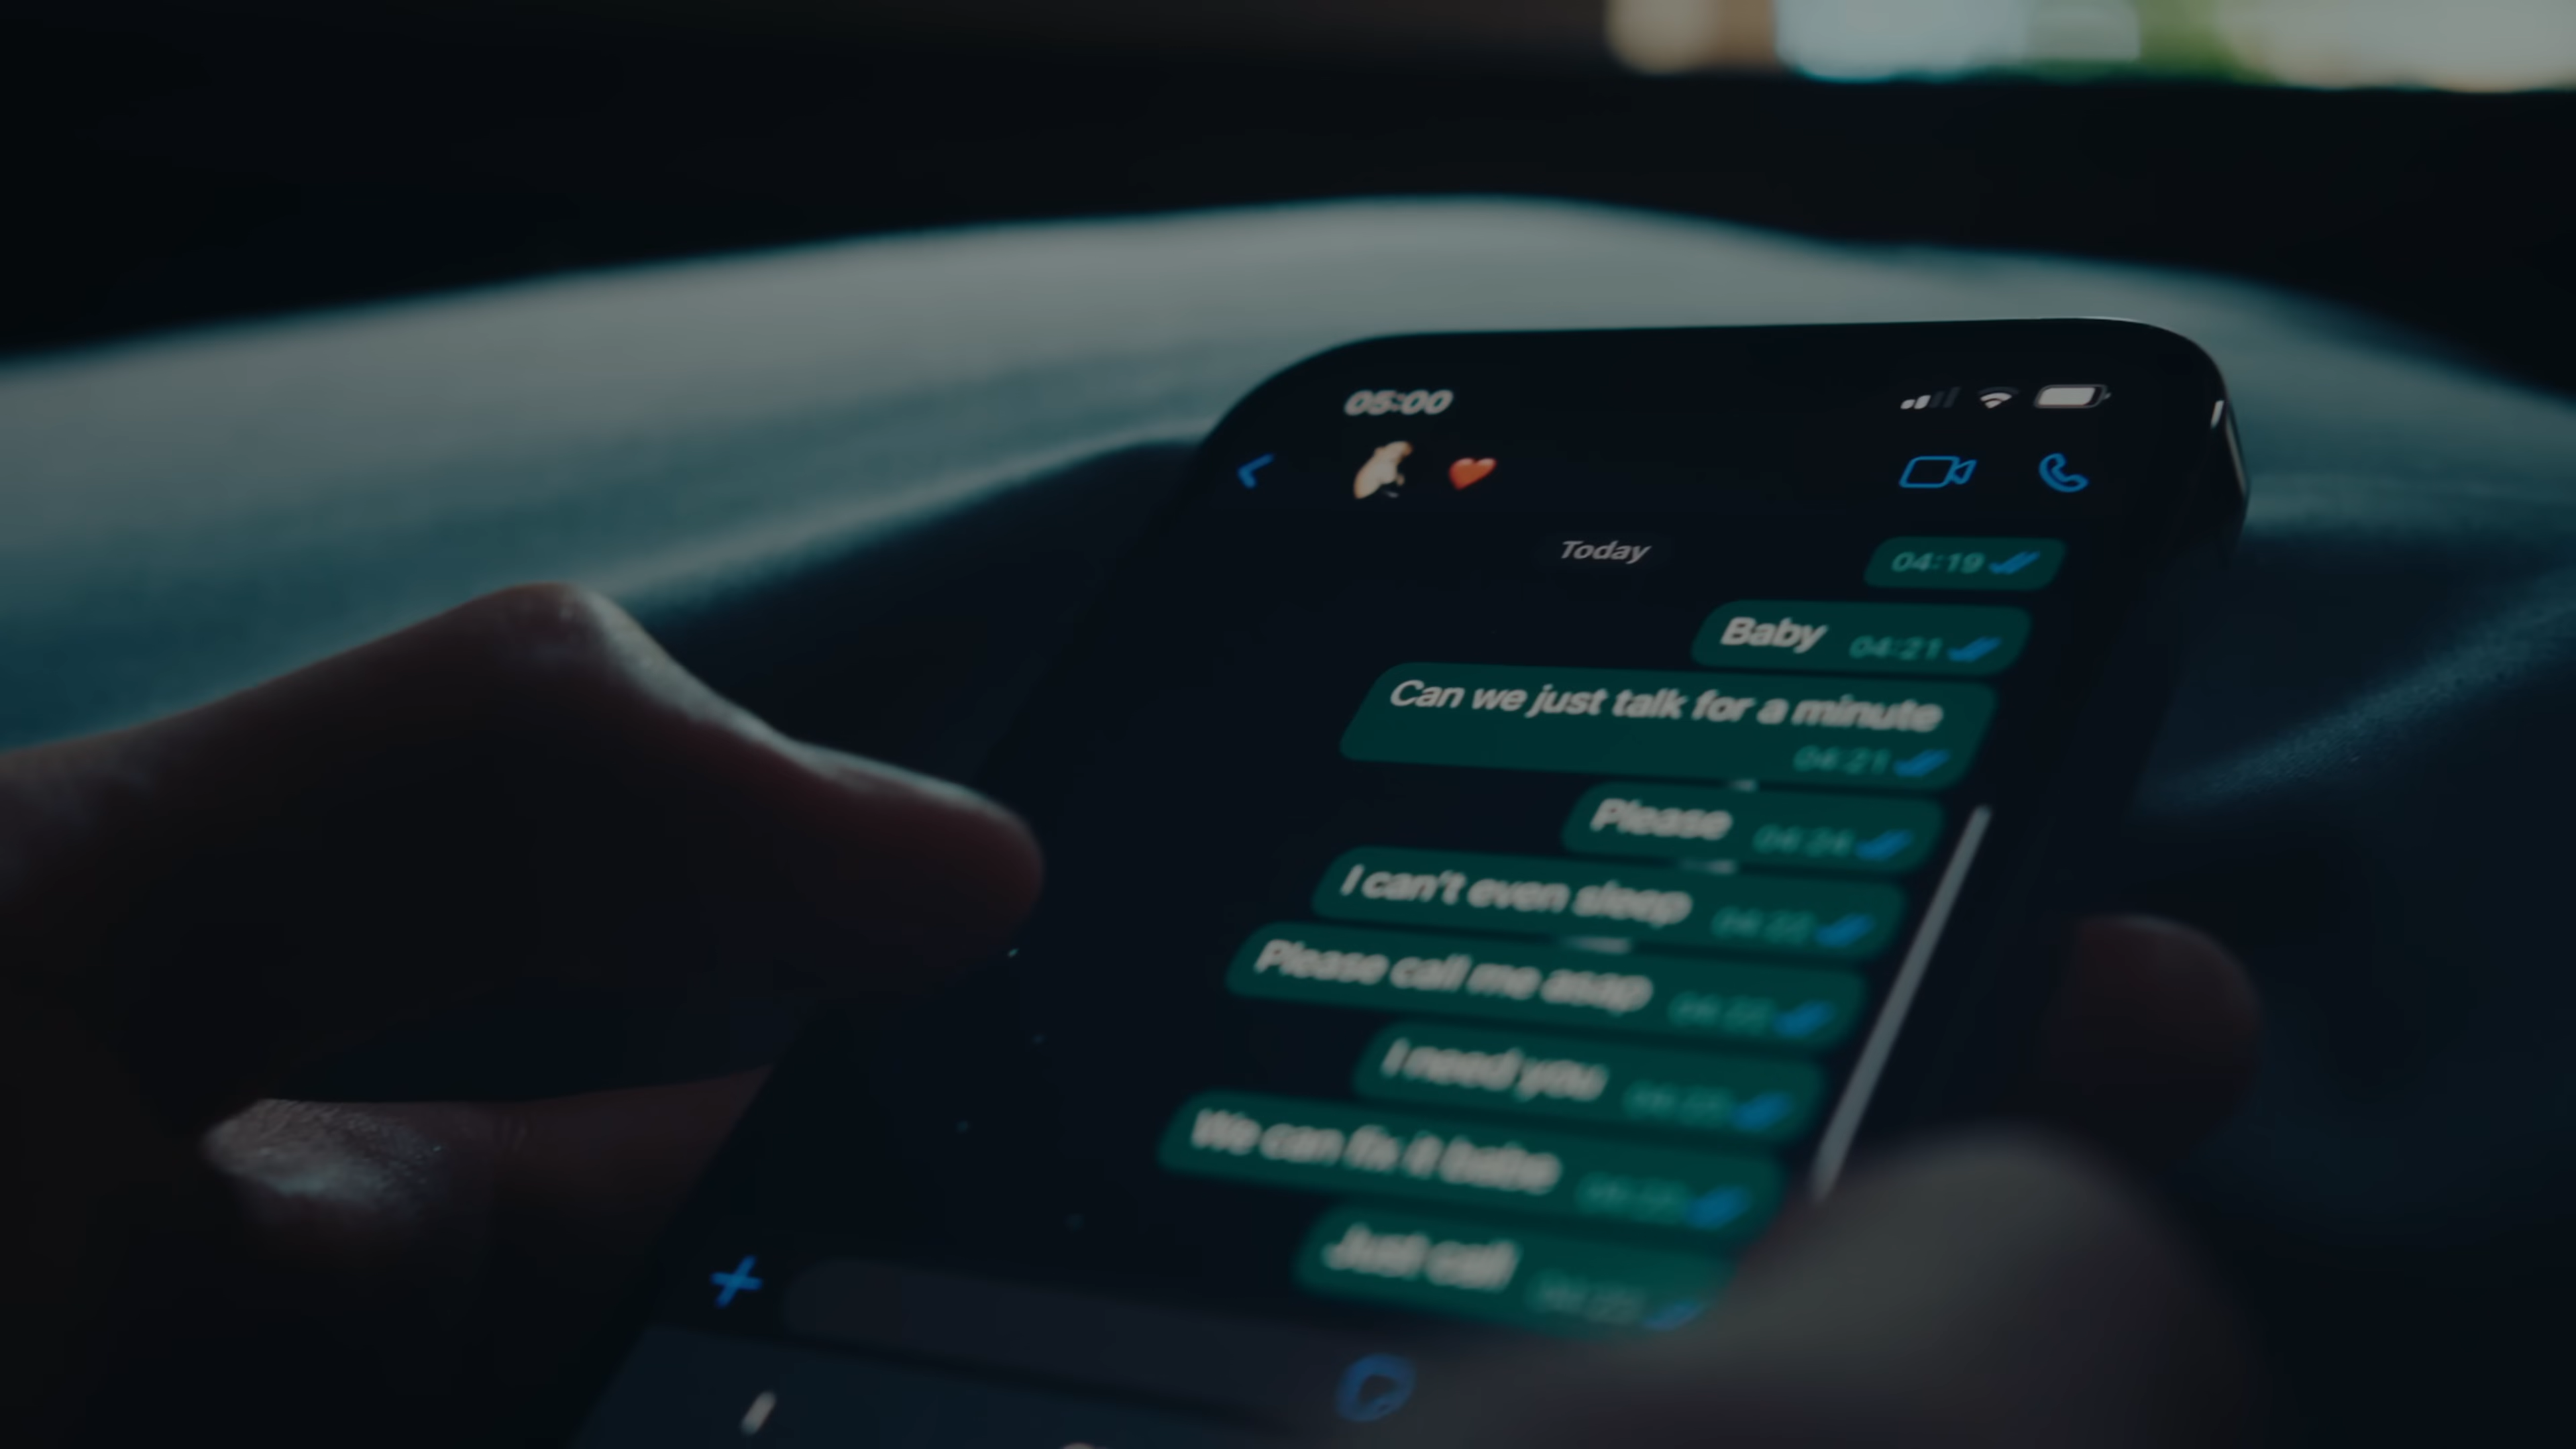 05:00
Today
04:19
Baby 04:21
Can we just talk for a minute
04:21
Please
I can't even sleep
Please call me asap
I need you
We can fix it babe
Just call